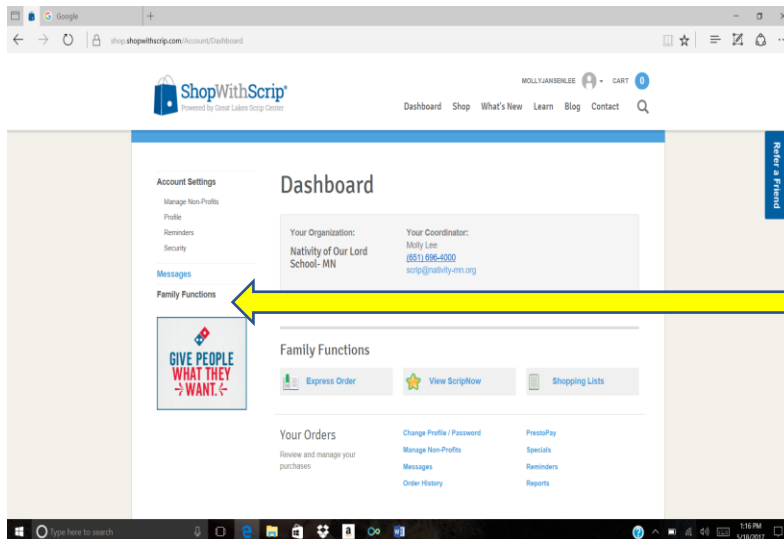 Google
shop.shopwithscrip.com/Account/Dashboard
ShopWithScrip®
Powered by Great Lakes Scrip Center
MOLLYJANSENLEE
CART 0
Dashboard Shop What's New Learn Blog Contact
Refer a Friend
Account Settings
Manage Non-Profits
Profile
Reminders
Security
Messages
Family Functions
GIVE PEOPLE
WHAT THEY
WANT.
Dashboard
Your Organization:
Nativity of Our Lord
School- MN
Your Coordinator:
Molly Lee
(651) 696-4000
scrip@nativity-mn.org
Family Functions
Express Order
View ScripNow
Shopping Lists
Your Orders
Review and manage your
purchases
Change Profile / Password
Manage Non-Profits
Messages
Order History
PrestoPay
Specials
Reminders
Reports
Type here to search
1:16 PM
5/18/2017